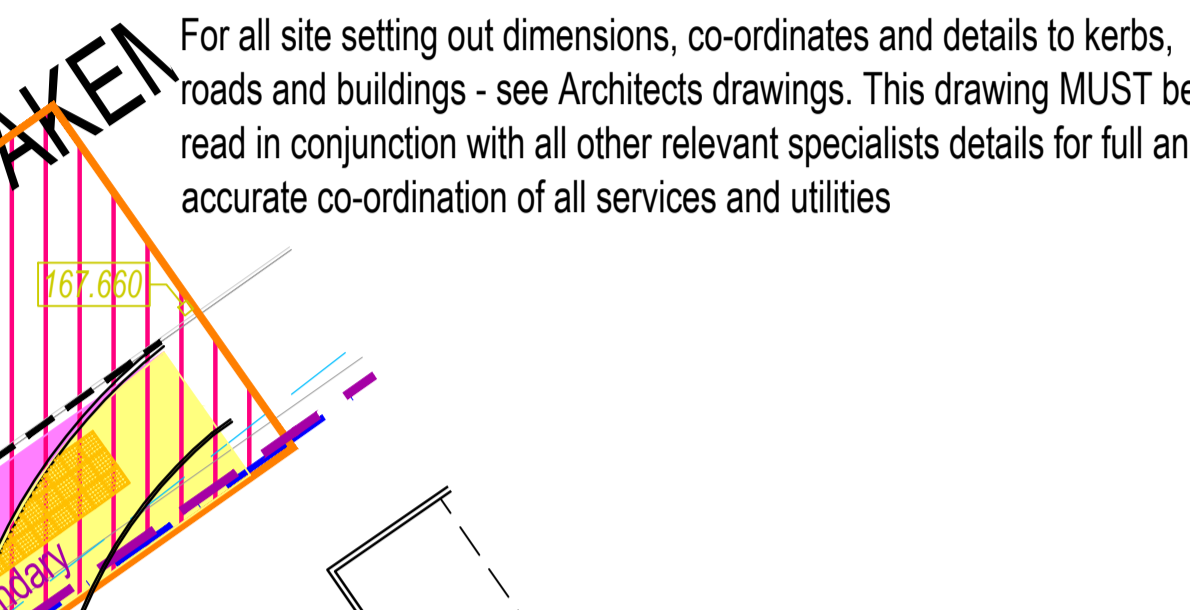 For all site setting out dimensions, co-ordinates and details to kerbs,
roads and buildings - see Architects drawings. This drawing MUST be
read in conjunction with all other relevant specialists details for full an
accurate co-ordination of all services and utilities
AKEN
167.660
ndary